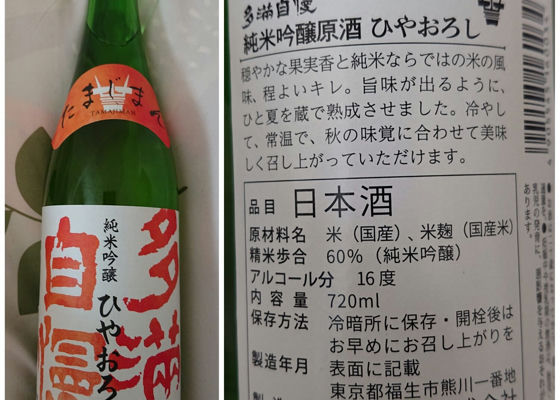 たまじまん
TAMAJIMAN
多満
自慢
純米吟醸
ひやおろ
多満自慢
純米吟醸原酒 ひやおろし
穏やかな果実香と純米ならではの米の風
味、程よいキレ。旨味が出るように、
ひと夏を蔵で熟成させました。冷やし
て、常温で、秋の味覚に合わせて美味
しく召し上がっていただけます。
品目 日本酒
原材料名 米（国産）、米麹（国産米）
精米歩合 60％（純米吟醸）
アルコール分 16度
内容量 720ml
保存方法 冷暗所に保存・開栓後は
お早めにお召し上がりを
製造年月 表面に記載
東京都福生市熊川一番地